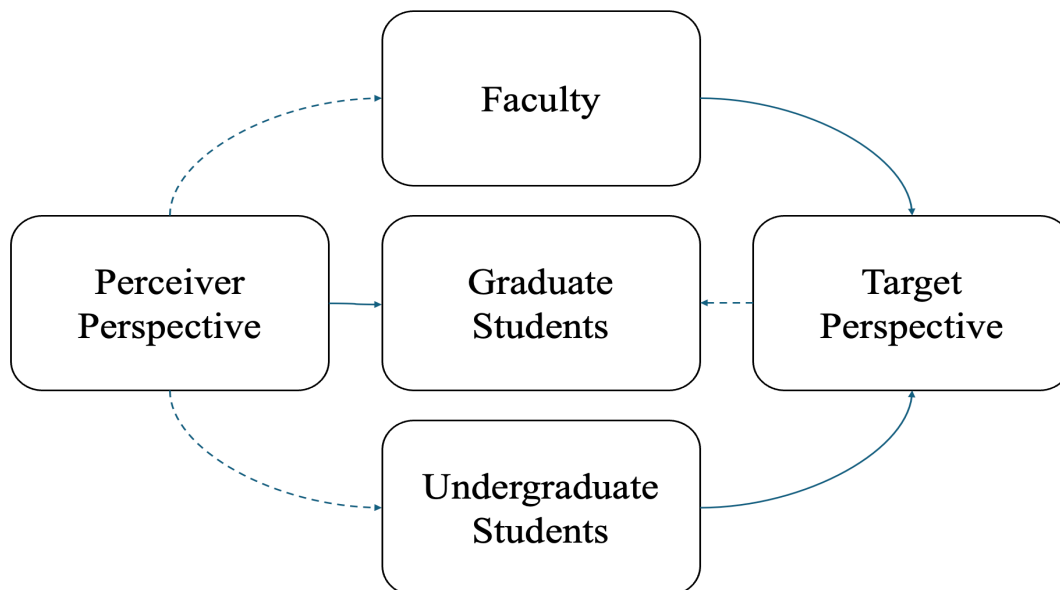 Faculty
Perceiver
Perspective
Graduate
Students
Target
Perspective
Undergraduate
Students